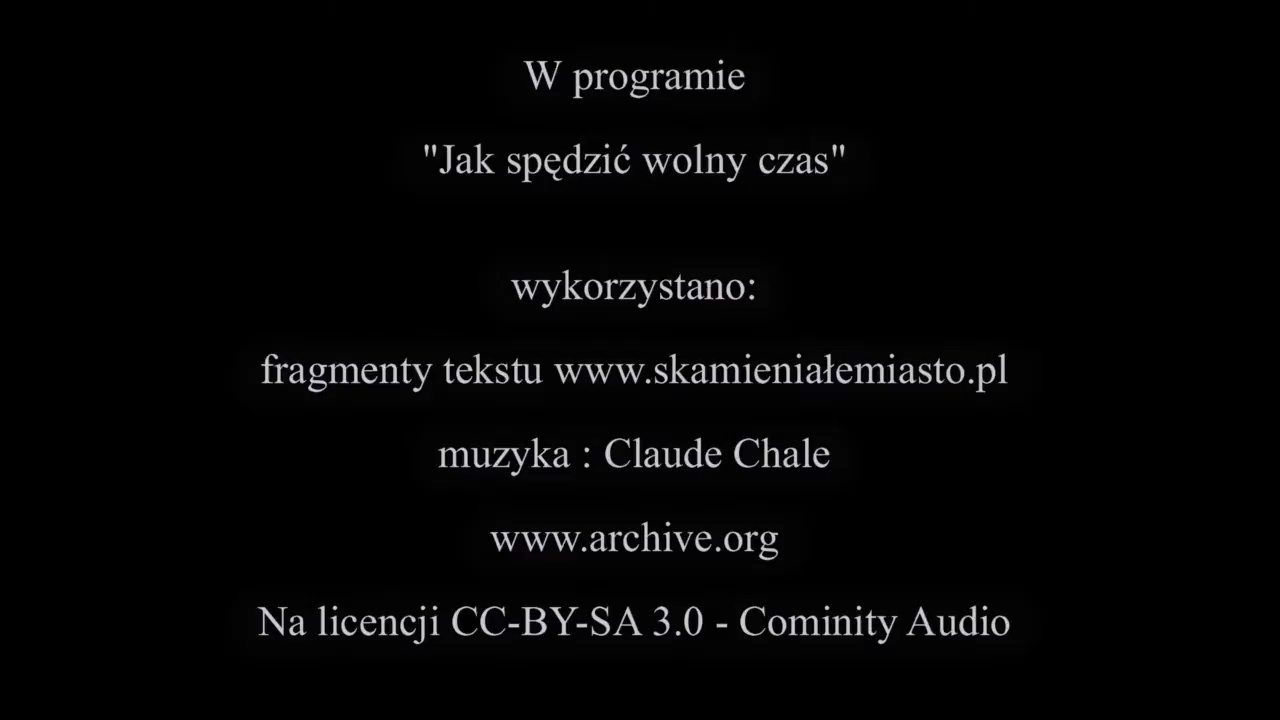 W programie
"Jak spędzić wolny czas"
wykorzystano:
fragmenty tekstu www.skamieniałemiasto.pl
muzyka : Claude Chale
www.archive.org
Na licencji CC-BY-SA 3.0 - Cominity Audio